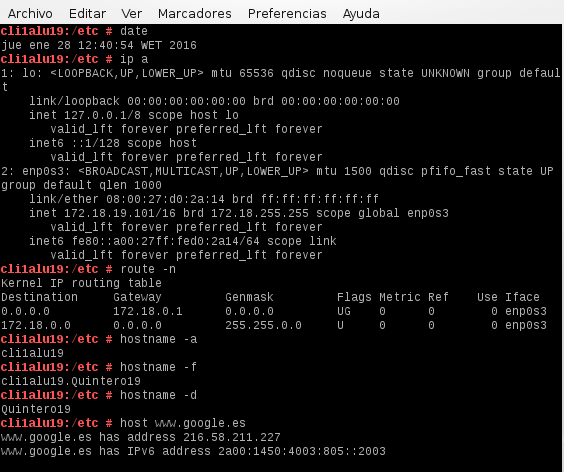 Archivo Editar Ver Marcadores Preferencias Ayuda
cli1alu19:/etc # date
jue ene 28 12:40:54 WET 2016
cli1alu19:/etc # ip a
1: lo: <LOOPBACK,UP,LOWER_UP> mtu 65536 qdisc noqueue state UNKNOWN group defaul
t
    link/loopback 00:00:00:00:00:00 brd 00:00:00:00:00:00
    inet 127.0.0.1/8 scope host lo
       valid_lft forever preferred_lft forever
    inet6 ::1/128 scope host
       valid_lft forever preferred_lft forever
2: enp0s3: <BROADCAST,MULTICAST,UP,LOWER_UP> mtu 1500 qdisc pfifo_fast state UP
group default qlen 1000
    link/ether 08:00:27:d0:2a:14 brd ff:ff:ff:ff:ff:ff
    inet 172.18.19.101/16 brd 172.18.255.255 scope global enp0s3
       valid_lft forever preferred_lft forever
    inet6 fe80::a00:27ff:fed0:2a14/64 scope link
       valid_lft forever preferred_lft forever
cli1alu19:/etc # route -n
Kernel IP routing table
Destination     Gateway         Genmask         Flags Metric Ref    Use Iface
0.0.0.0         172.18.0.1      0.0.0.0         UG    0      0        0 enp0s3
172.18.0.0      0.0.0.0         255.255.0.0     U     0      0        0 enp0s3
cli1alu19:/etc # hostname -a
cli1alu19
cli1alu19:/etc # hostname -f
cli1alu19.Quintero19
cli1alu19:/etc # hostname -d
Quintero19
cli1alu19:/etc # host www.google.es
www.google.es has address 216.58.211.227
www.google.es has IPv6 address 2a00:1450:4003:805::2003